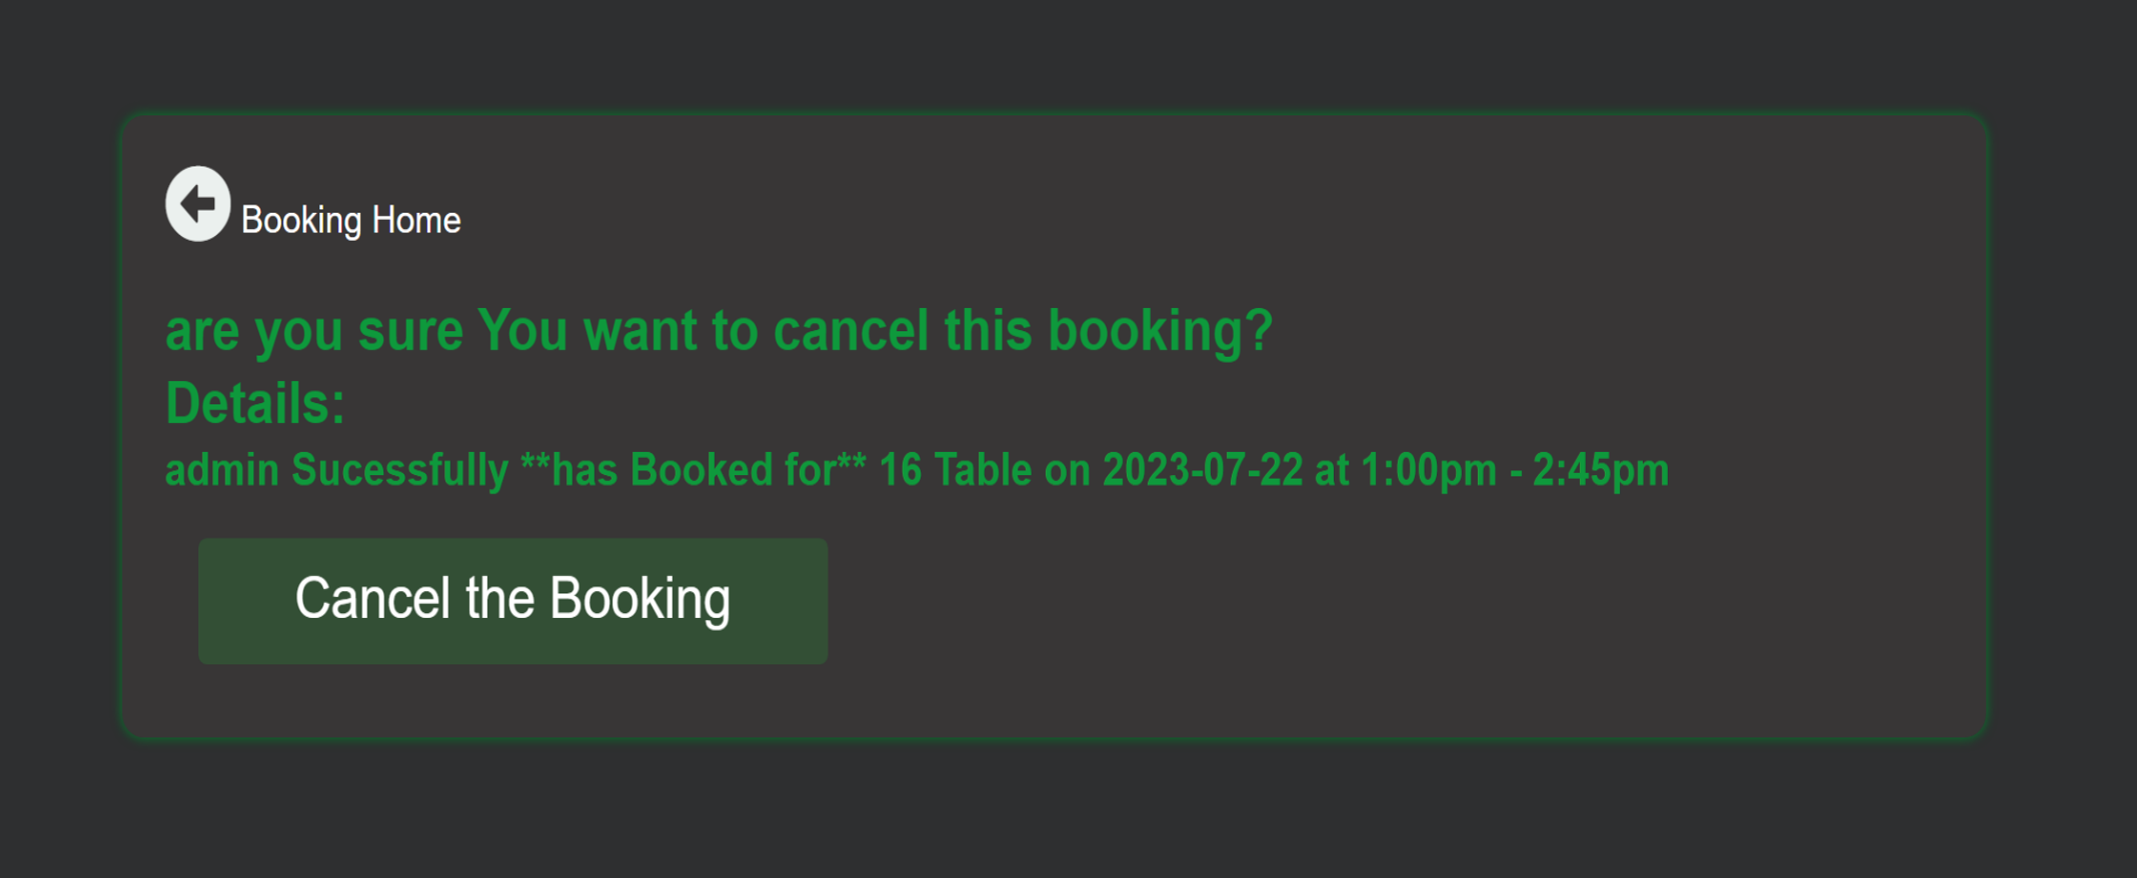 Booking Home
are you sure You want to cancel this booking?
Details:
admin Sucessfully **has Booked for** 16 Table on 2023-07-22 at 1:00pm - 2:45pm
Cancel the Booking